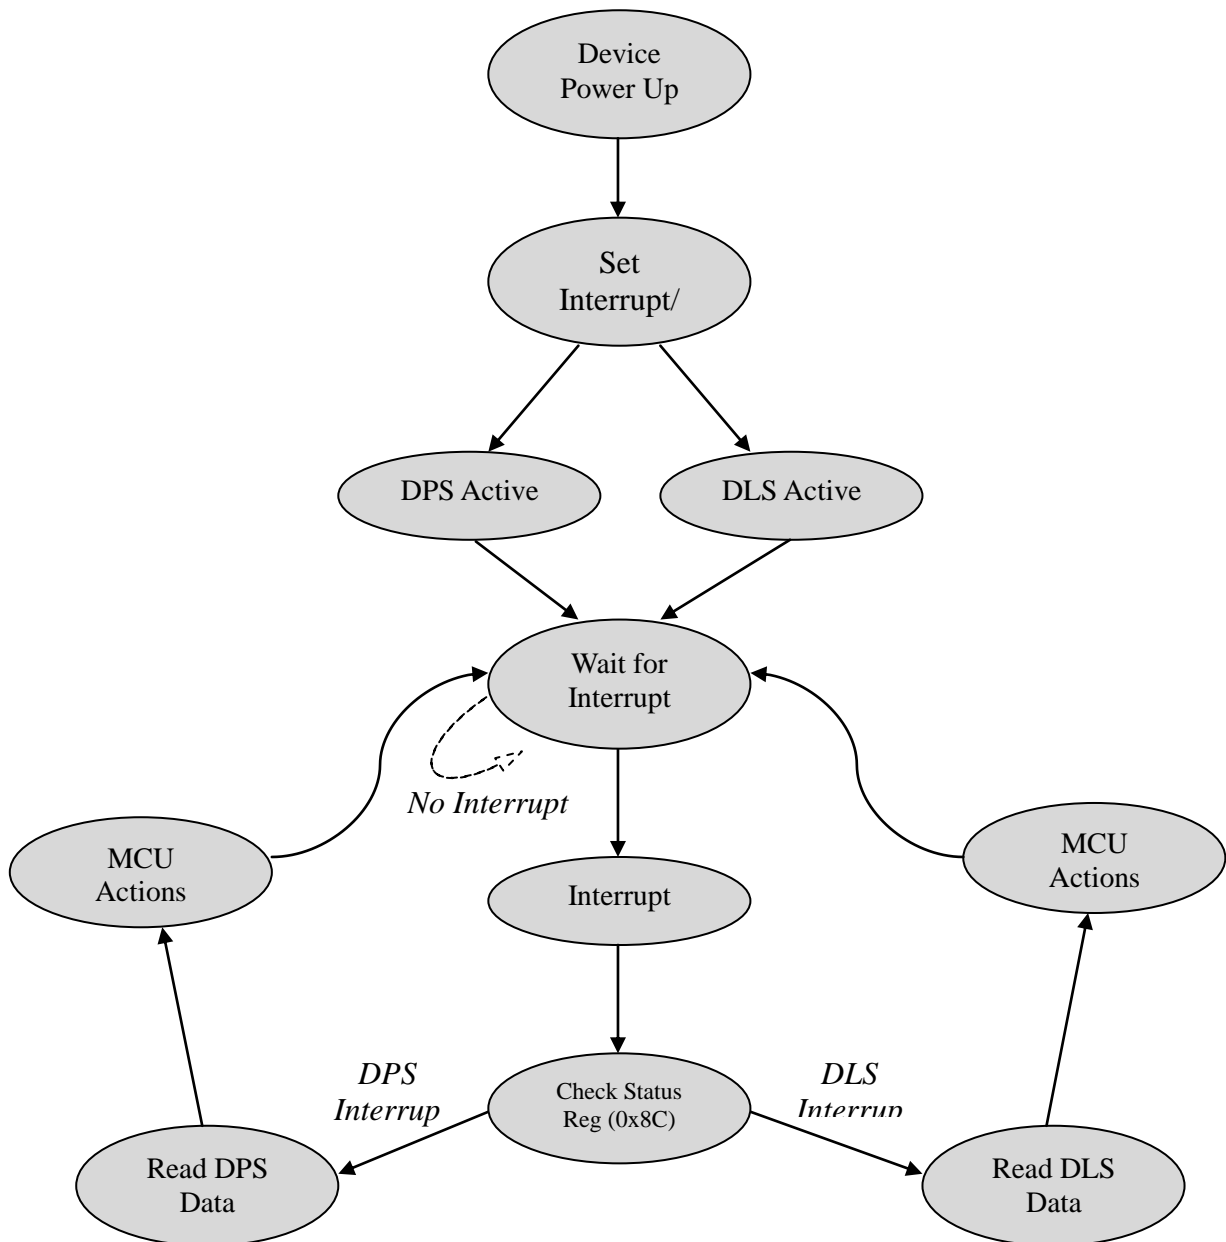 Device
Power Up
Set
Interrupt/
DPS Active
DLS Active
Wait for
Interrupt
No Interrupt
MCU
Actions
MCU
Actions
Interrupt
DPS
Interrup
DLS
Interrup
Check Status
Reg (0x8C)
Read DPS
Data
Read DLS
Data